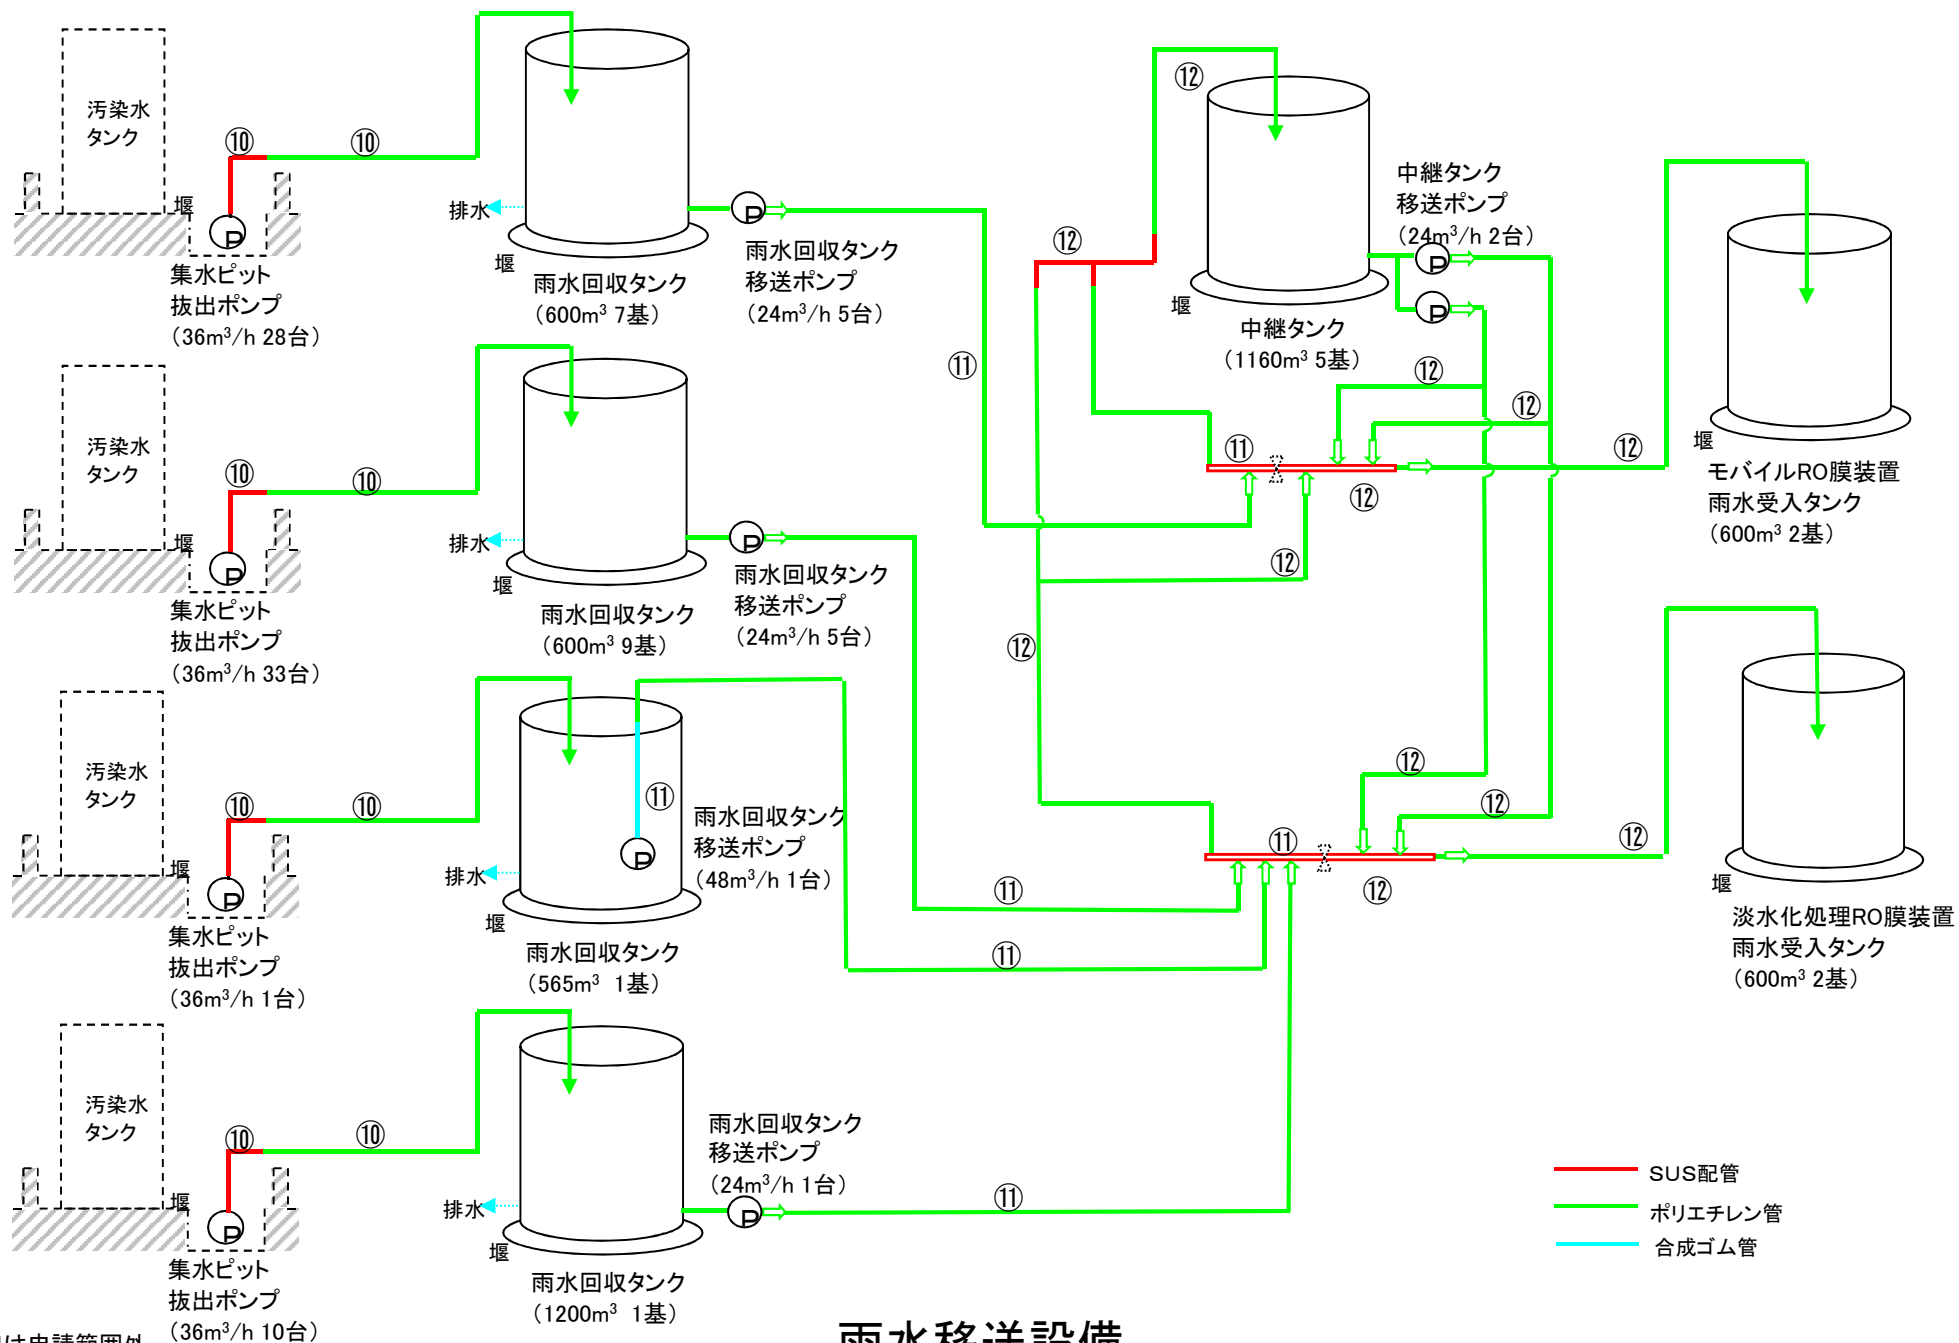 汚染水
タンク
⑩
⑩
堰
P
集水ピット
抜出ポンプ
（36m³/h 28台）
排水
堰
雨水回収タンク
（600m³ 7基）
P
雨水回収タンク
移送ポンプ
（24m³/h 5台）
⑪
汚染水
タンク
⑩
⑩
堰
P
集水ピット
抜出ポンプ
（36m³/h 33台）
排水
堰
雨水回収タンク
（600m³ 9基）
P
雨水回収タンク
移送ポンプ
（24m³/h 5台）
汚染水
タンク
⑩
⑩
堰
P
集水ピット
抜出ポンプ
（36m³/h 1台）
排水
堰
雨水回収タンク
（565m³ 1基）
⑪
P
雨水回収タンク
移送ポンプ
（48m³/h 1台）
⑪
⑪
汚染水
タンク
⑩
⑩
堰
P
集水ピット
抜出ポンプ
（36m³/h 10台）
排水
堰
雨水回収タンク
（1200m³ 1基）
雨水回収タンク
移送ポンプ
（24m³/h 1台）
P
⑪
⑫
⑫
堰
中継タンク
（1160m³ 5基）
中継タンク
移送ポンプ
（24m³/h 2台）
P
P
⑫
⑫
⑪
⑫
⑫
⑫
⑫
堰
モバイルRO膜装置
雨水受入タンク
（600m³ 2基）
⑫
⑫
⑪
⑫
⑫
堰
淡水化処理RO膜装置
雨水受入タンク
（600m³ 2基）
SUS配管
ポリエチレン管
合成ゴム管
は申請範囲外
雨水移送設備